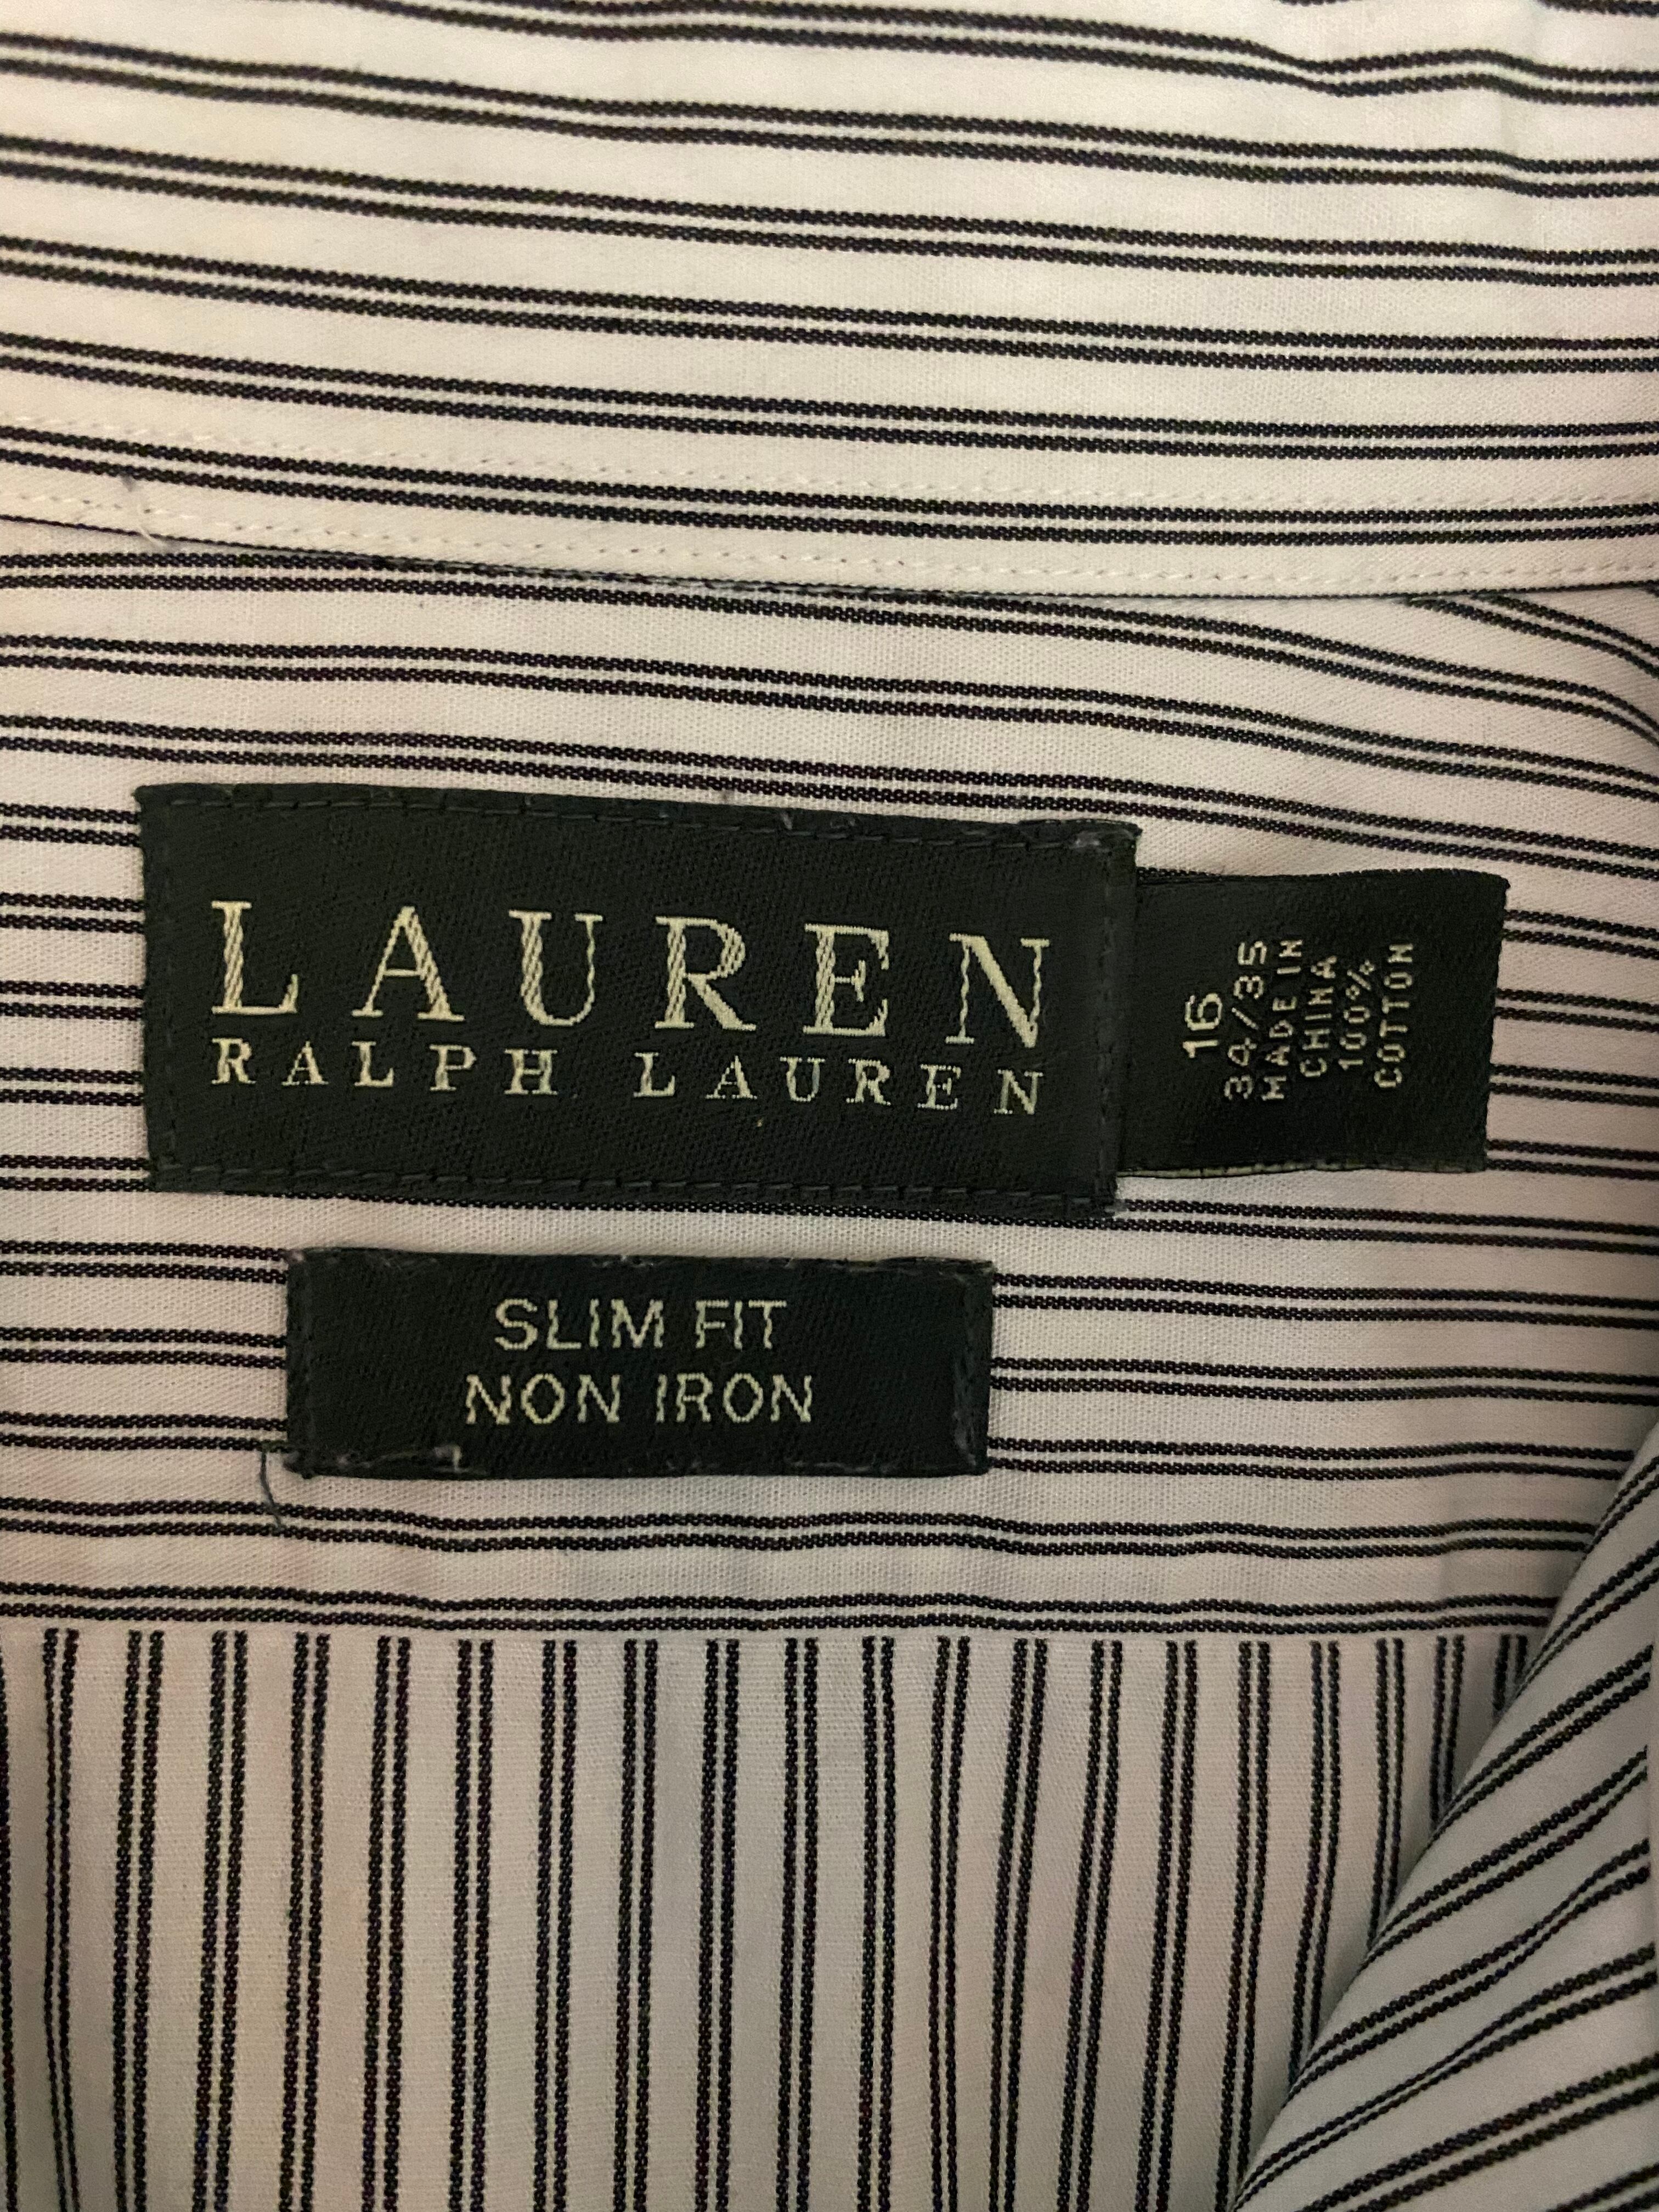 LAUREN
RALPH LAUREN
16
34/35
MADE IN
CHINA
100%
COTTON
SLIM FIT
NON IRON